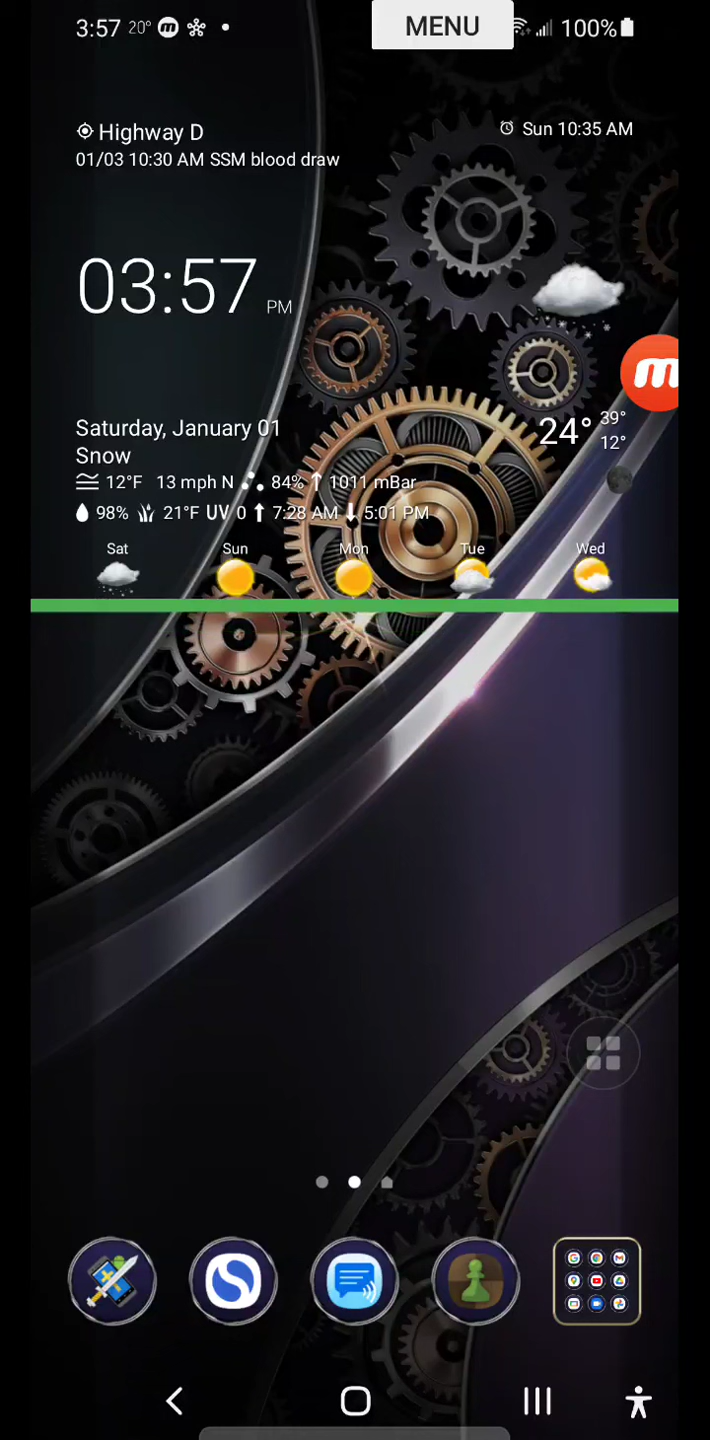 3:57 20° 100%
MENU
Highway D
Sun 10:35 AM
01/03 10:30 AM SSM blood draw
03:57 PM
Saturday, January 01
Snow
24° 39° 12°
12°F 13 mph N 84% 1011 mBar
98% 21°F UV 0 7:28 AM 5:01 PM
Sat Sun Mon Tue Wed